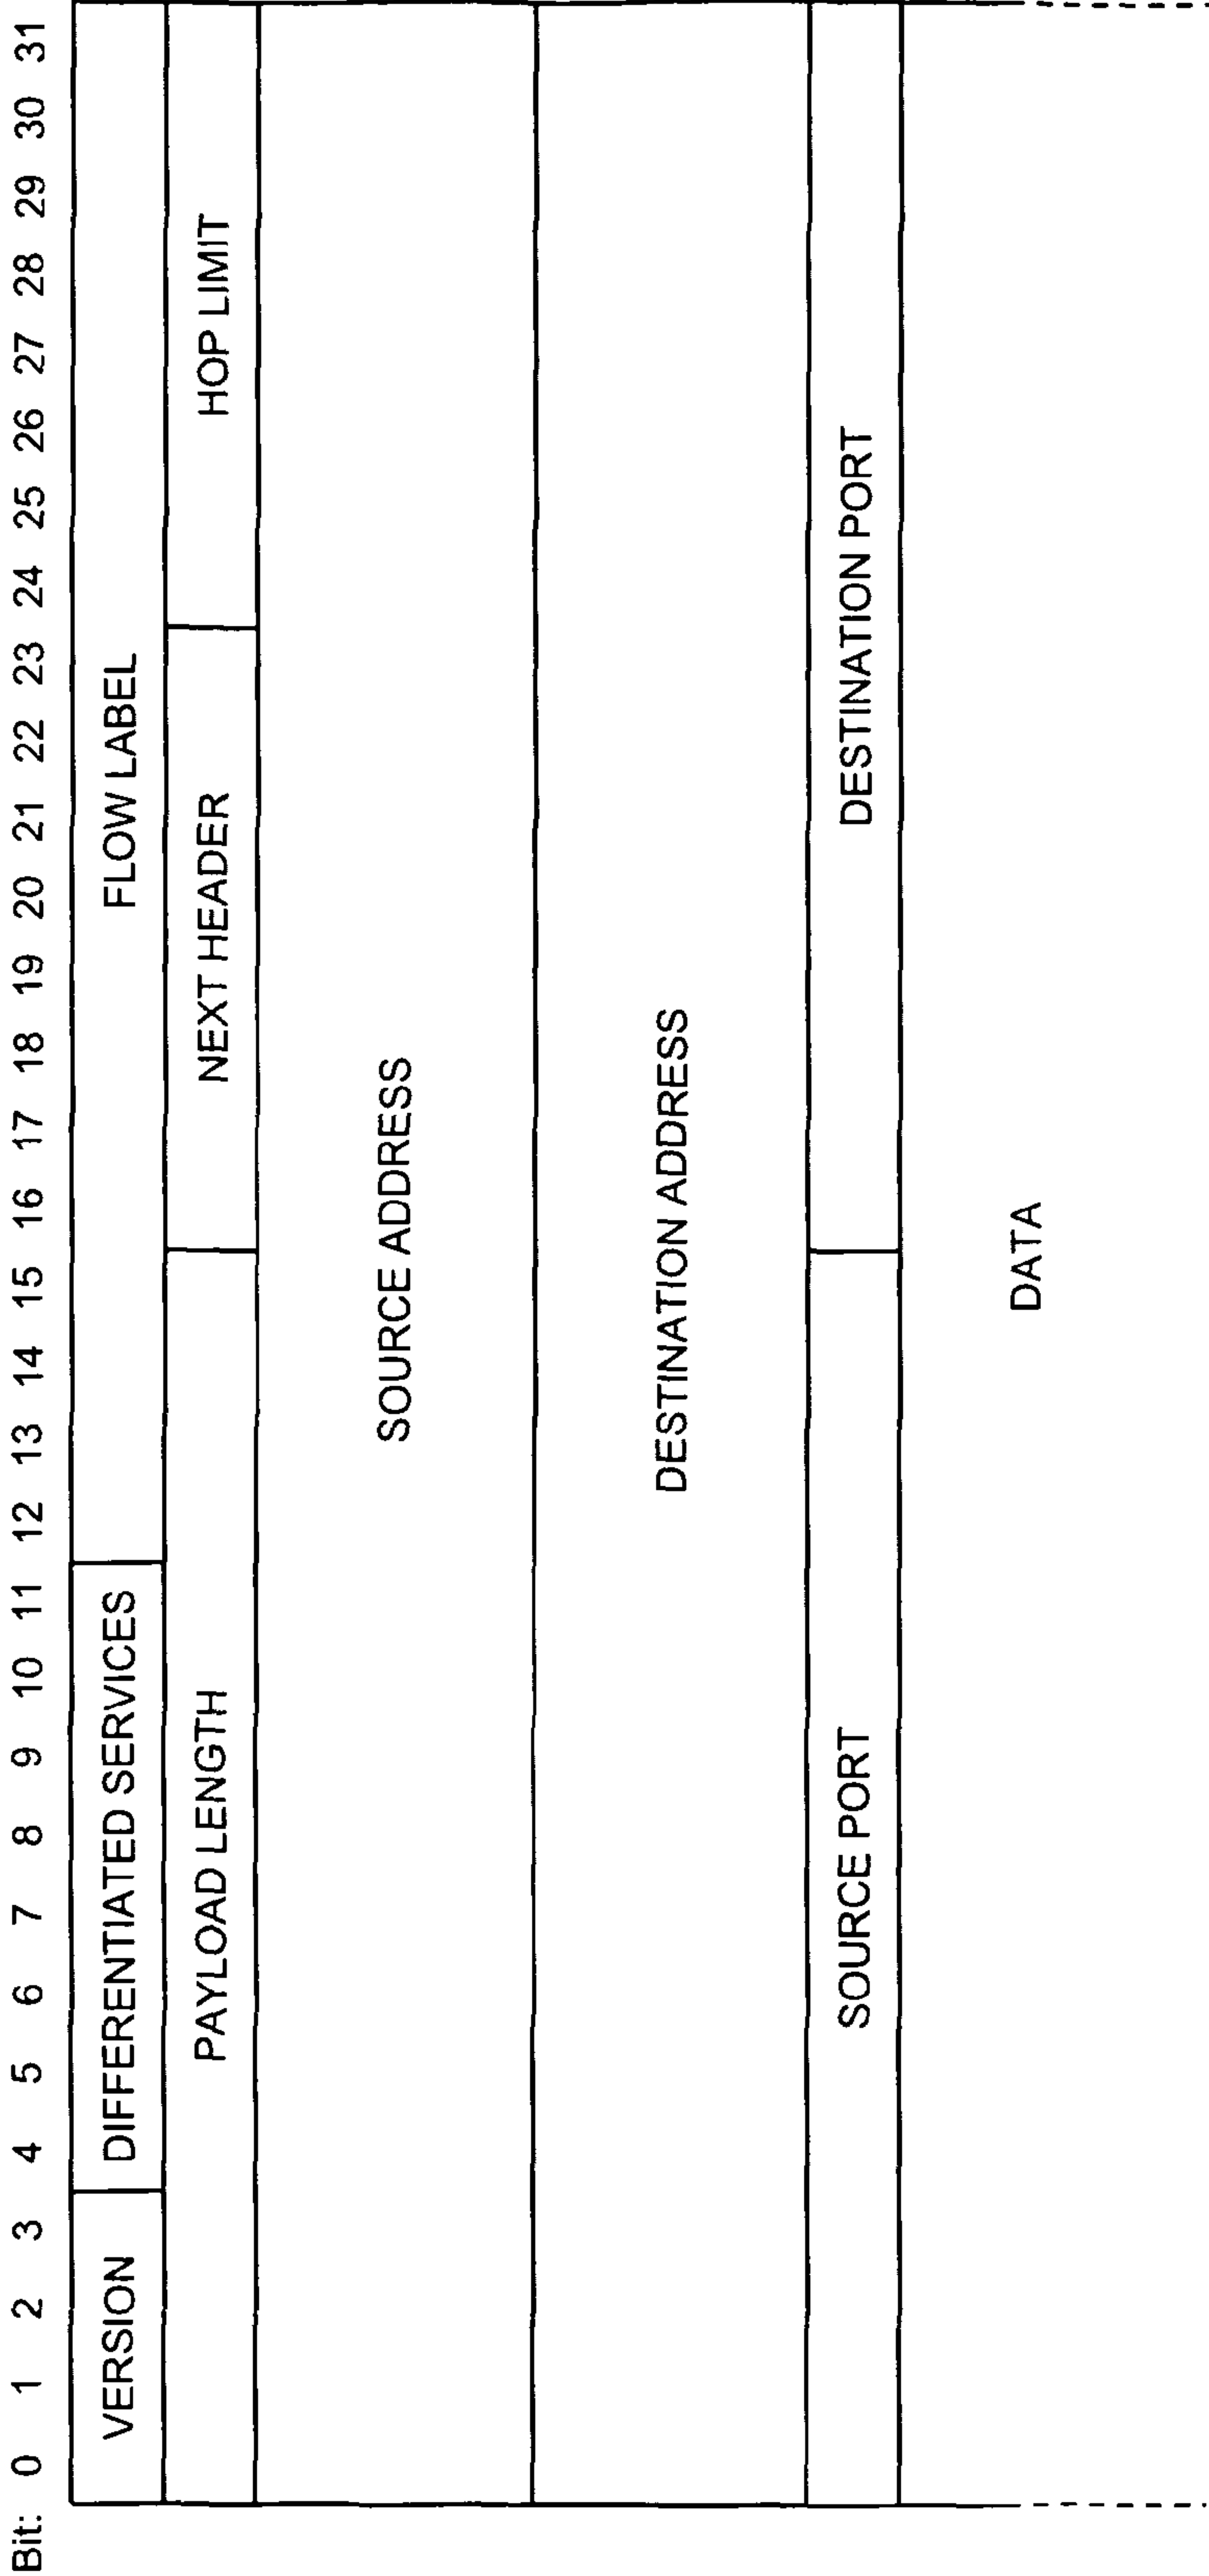 Bit: 0 1 2 3 4 5 6 7 8 9 10 11 12 13 14 15 16 17 18 19 20 21 22 23 24 25 26 27 28 29 30 31
VERSION DIFFERENTIATED SERVICES FLOW LABEL
PAYLOAD LENGTH NEXT HEADER HOP LIMIT
SOURCE ADDRESS
DESTINATION ADDRESS
SOURCE PORT DESTINATION PORT
DATA